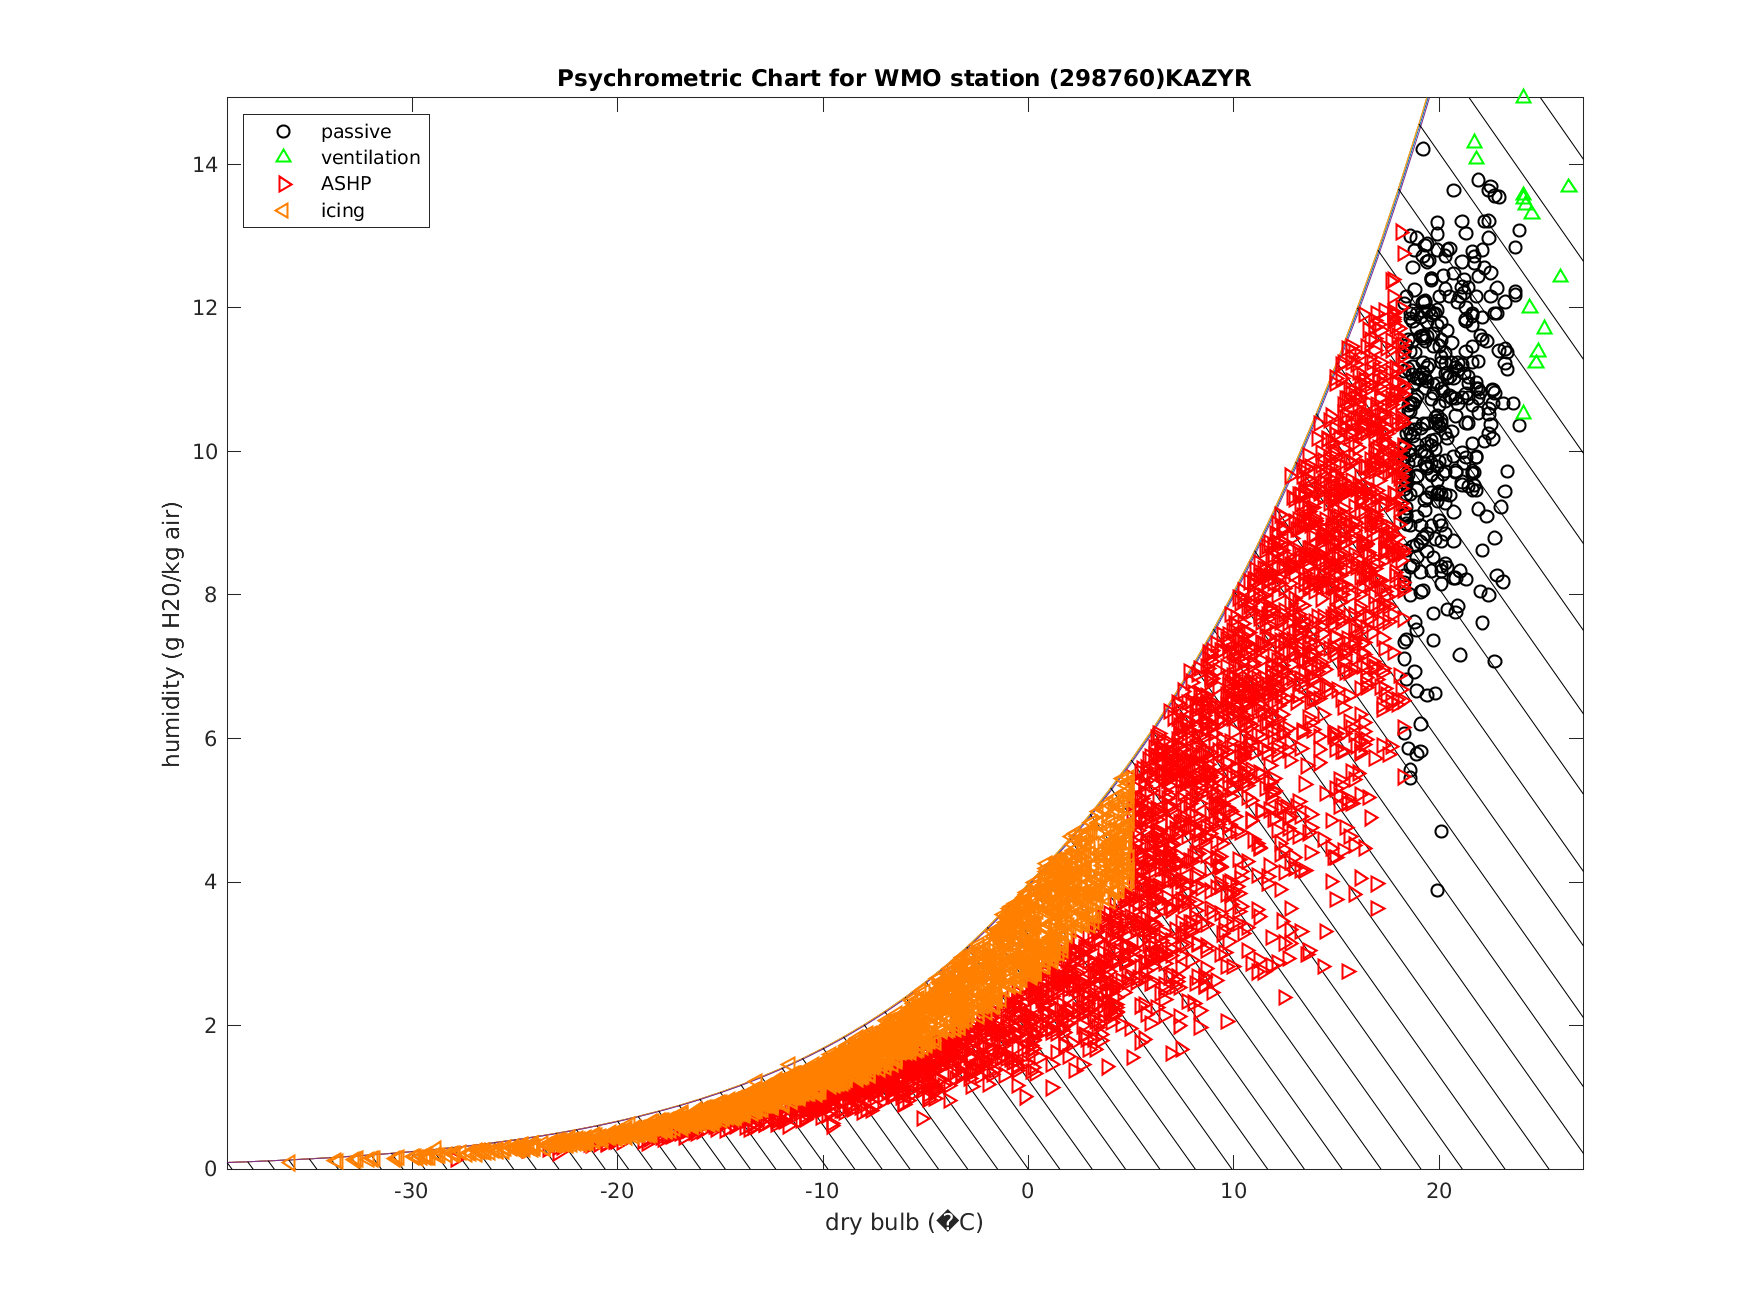 Psychrometric Chart for WMO station (298760)KAZYR
passive
ventilation
ASHP
icing
14
12
10
8
6
4
2
0
humidity (g H20/kg air)
-30
-20
-10
0
10
20
dry bulb (�C)